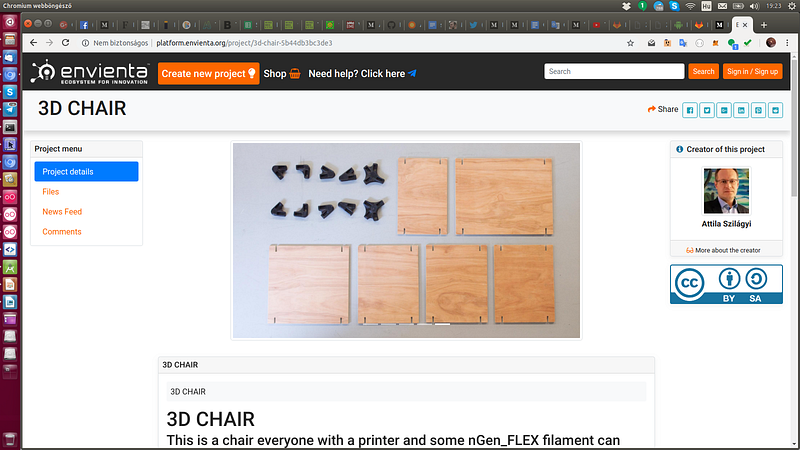 Chromium webböngésző
Hu
19:23
Nem biztonságos
platform.envienta.org/project/3d-chair-5b44db3bc3de3
envienta
ECOSYSTEM FOR INNOVATION
Create new project
Shop
Need help? Click here
Search
Search
Sign in / Sign up
3D CHAIR
Share
Project menu
Project details
Files
News Feed
Comments
Creator of this project
Attila Szilágyi
More about the creator
cc
BY SA
3D CHAIR
3D CHAIR
3D CHAIR
This is a chair everyone with a printer and some nGen_FLEX filament can